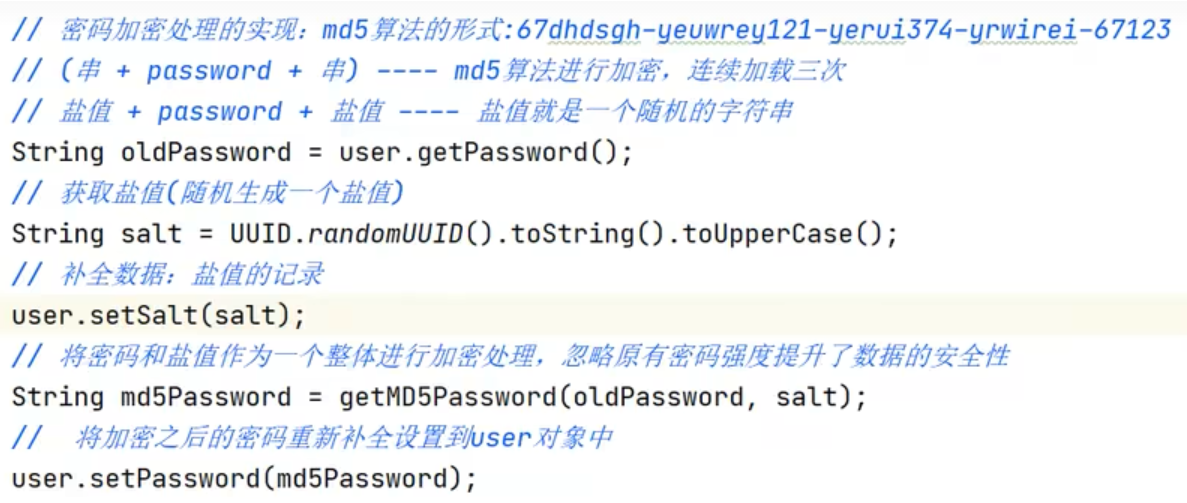 // 密码加密处理的实现：md5算法的形式:67dhdsgh-yeuwrey121-yerui374-yrwirei-67123
// (串 + password + 串) ---- md5算法进行加密，连续加载三次
// 盐值 + password + 盐值 ---- 盐值就是一个随机的字符串
String oldPassword = user.getPassword();
// 获取盐值(随机生成一个盐值)
String salt = UUID.randomUUID().toString().toUpperCase();
// 补全数据：盐值的记录
user.setSalt(salt);
// 将密码和盐值作为一个整体进行加密处理，忽略原有密码强度提升了数据的安全性
String md5Password = getMD5Password(oldPassword, salt);
//  将加密之后的密码重新补全设置到user对象中
user.setPassword(md5Password);